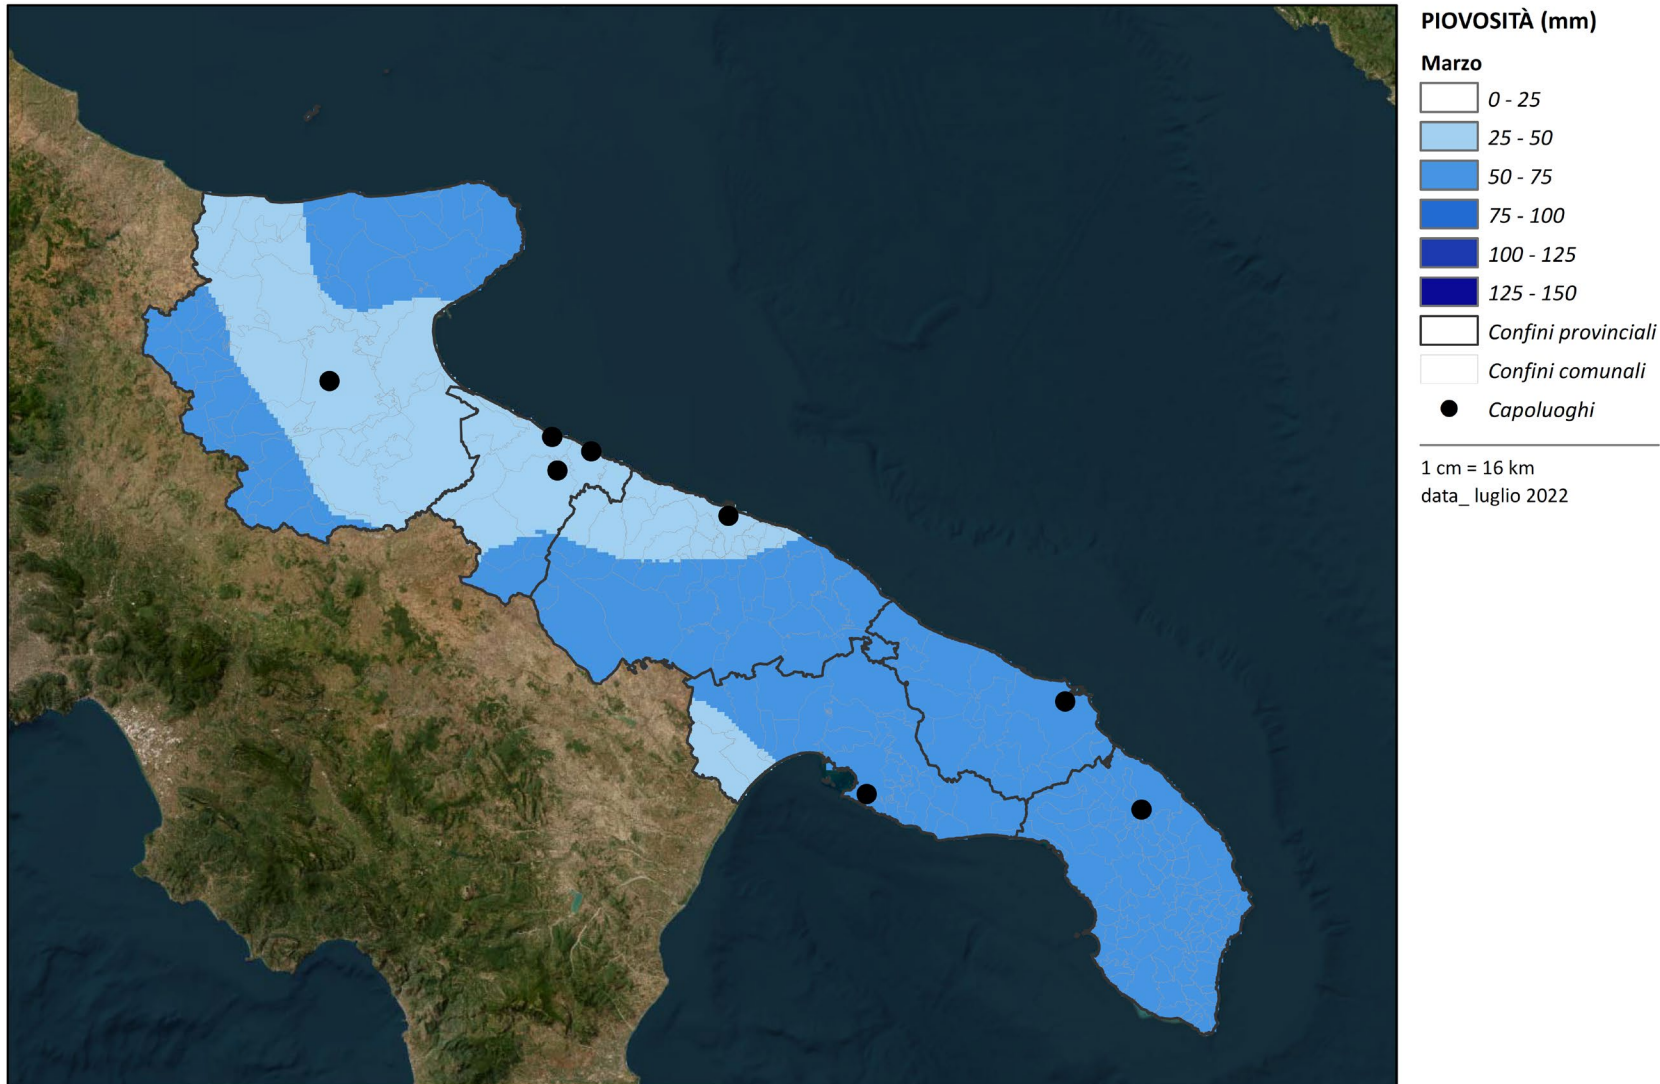 PIOVOSITÀ (mm)
Marzo
0 - 25
25 - 50
50 - 75
75 - 100
100 - 125
125 - 150
Confini provinciali
Confini comunali
Capoluoghi
1 cm = 16 km
data_ luglio 2022